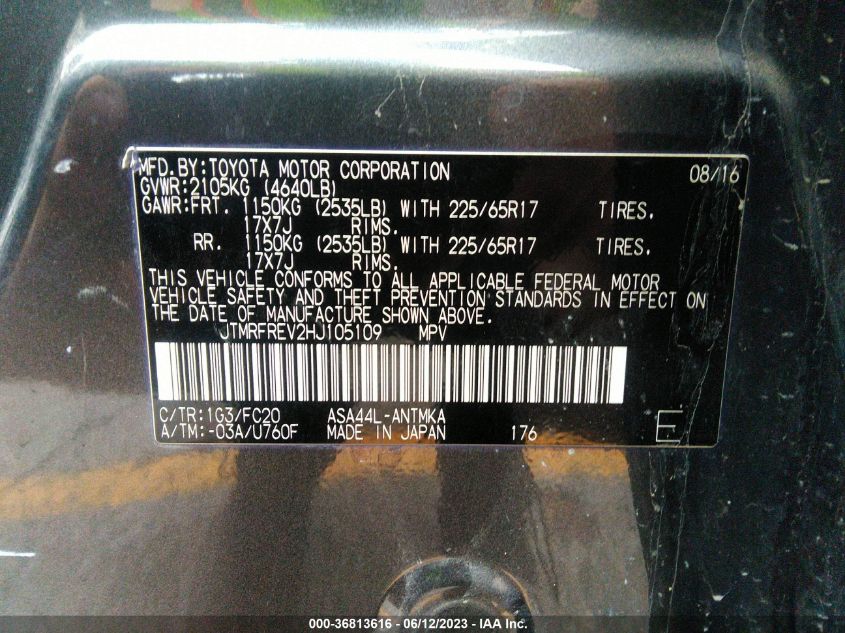 MFD.BY:TOYOTA MOTOR CORPORATION 08/16
GVWR:2105KG (4640LB)
GAWR:FRT. 1150KG (2535LB) WITH 225/65R17 TIRES.
17X7J RIMS.
RR. 1150KG (2535LB) WITH 225/65R17 TIRES.
17X7J RIMS.
THIS VEHICLE CONFORMS TO ALL APPLICABLE FEDERAL MOTOR
VEHICLE SAFETY AND THEFT PREVENTION STANDARDS IN EFFECT ON
THE DATE OF MANUFACTURE SHOWN ABOVE.
JTMRFREV2HJ105109 MPV
C/TR:1G3/FC20 ASA44L-ANTMKA
A/TM:-03A/U760F MADE IN JAPAN 176 E
000-36813616 - 06/12/2023 - IAA Inc.